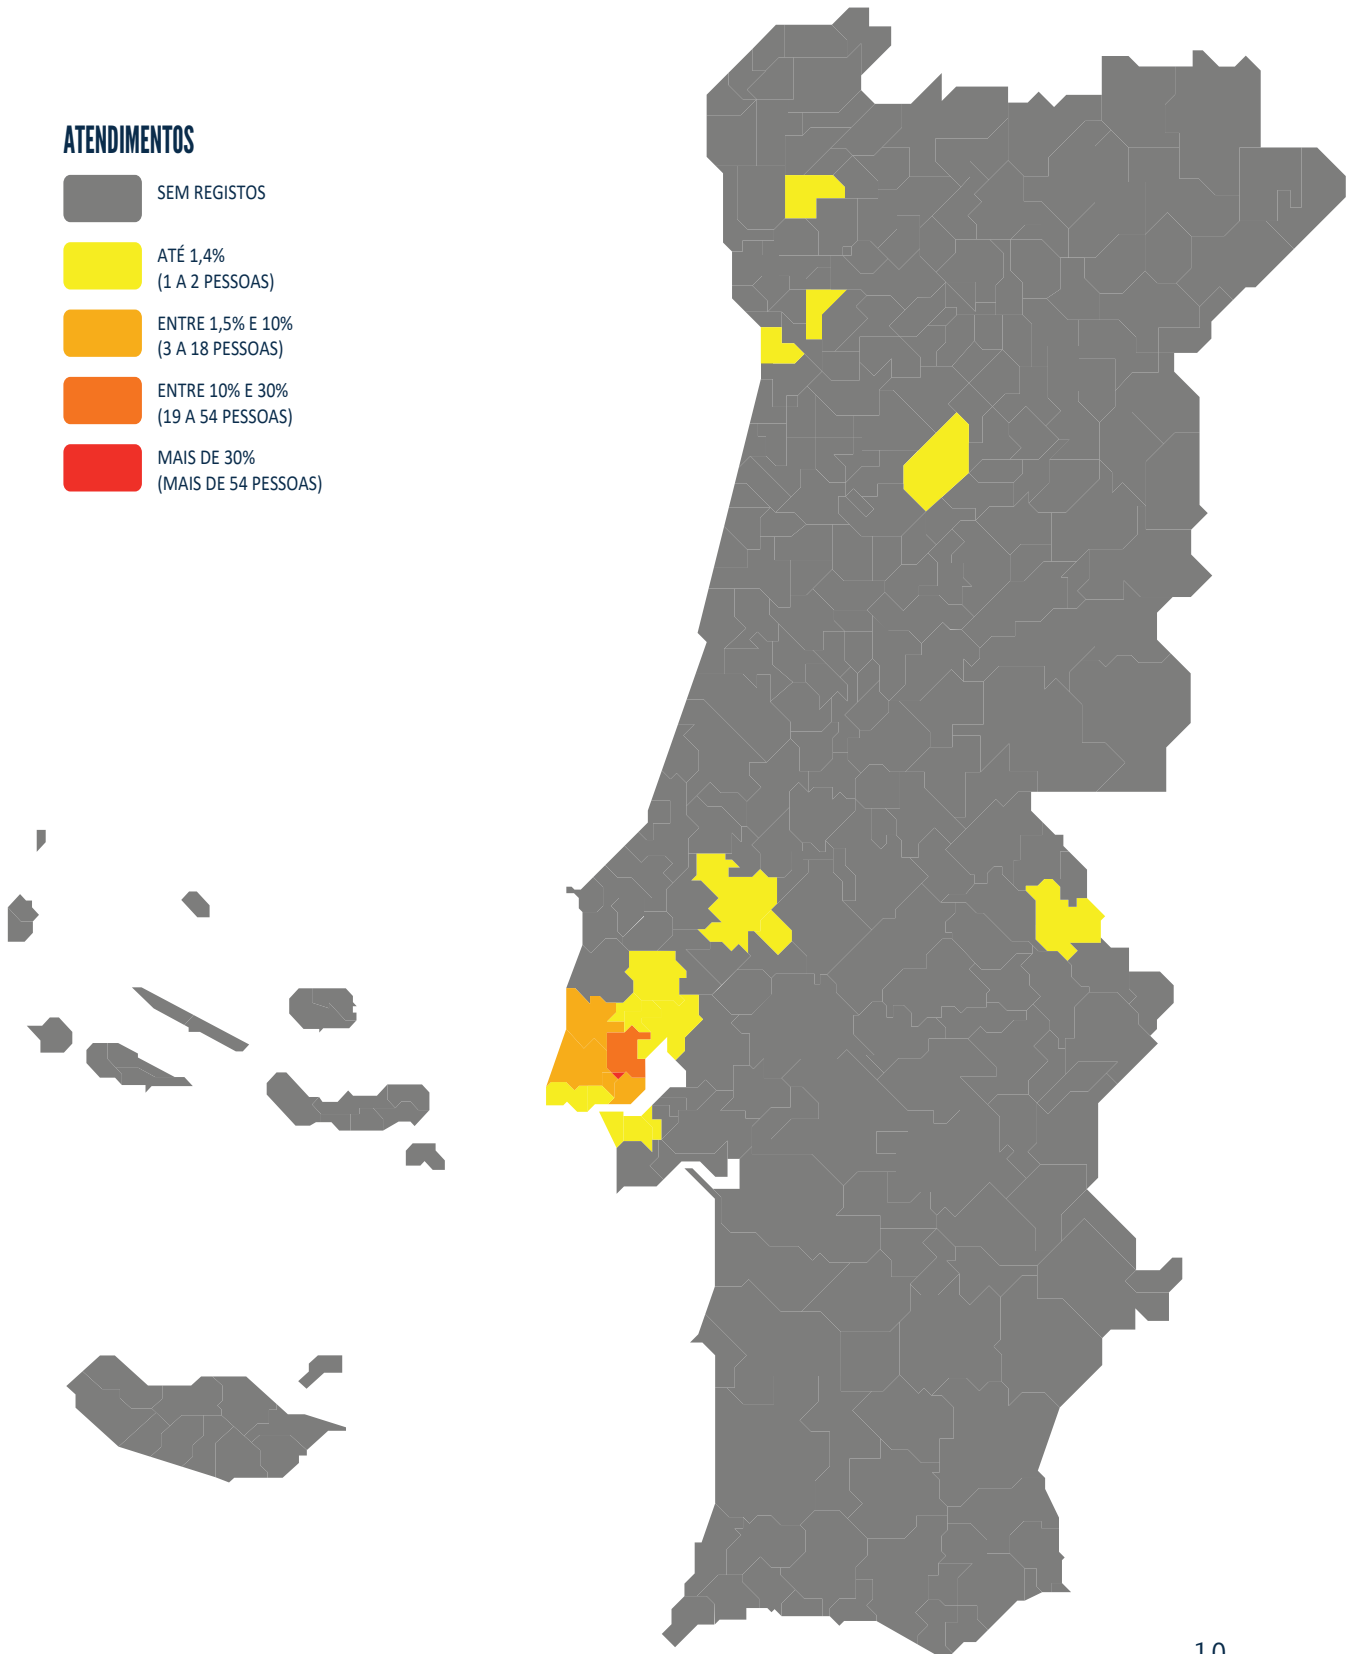 ATENDIMENTOS
SEM REGISTOS
ATÉ 1,4%
(1 A 2 PESSOAS)
ENTRE 1,5% E 10%
(3 A 18 PESSOAS)
ENTRE 10% E 30%
(19 A 54 PESSOAS)
MAIS DE 30%
(MAIS DE 54 PESSOAS)
10